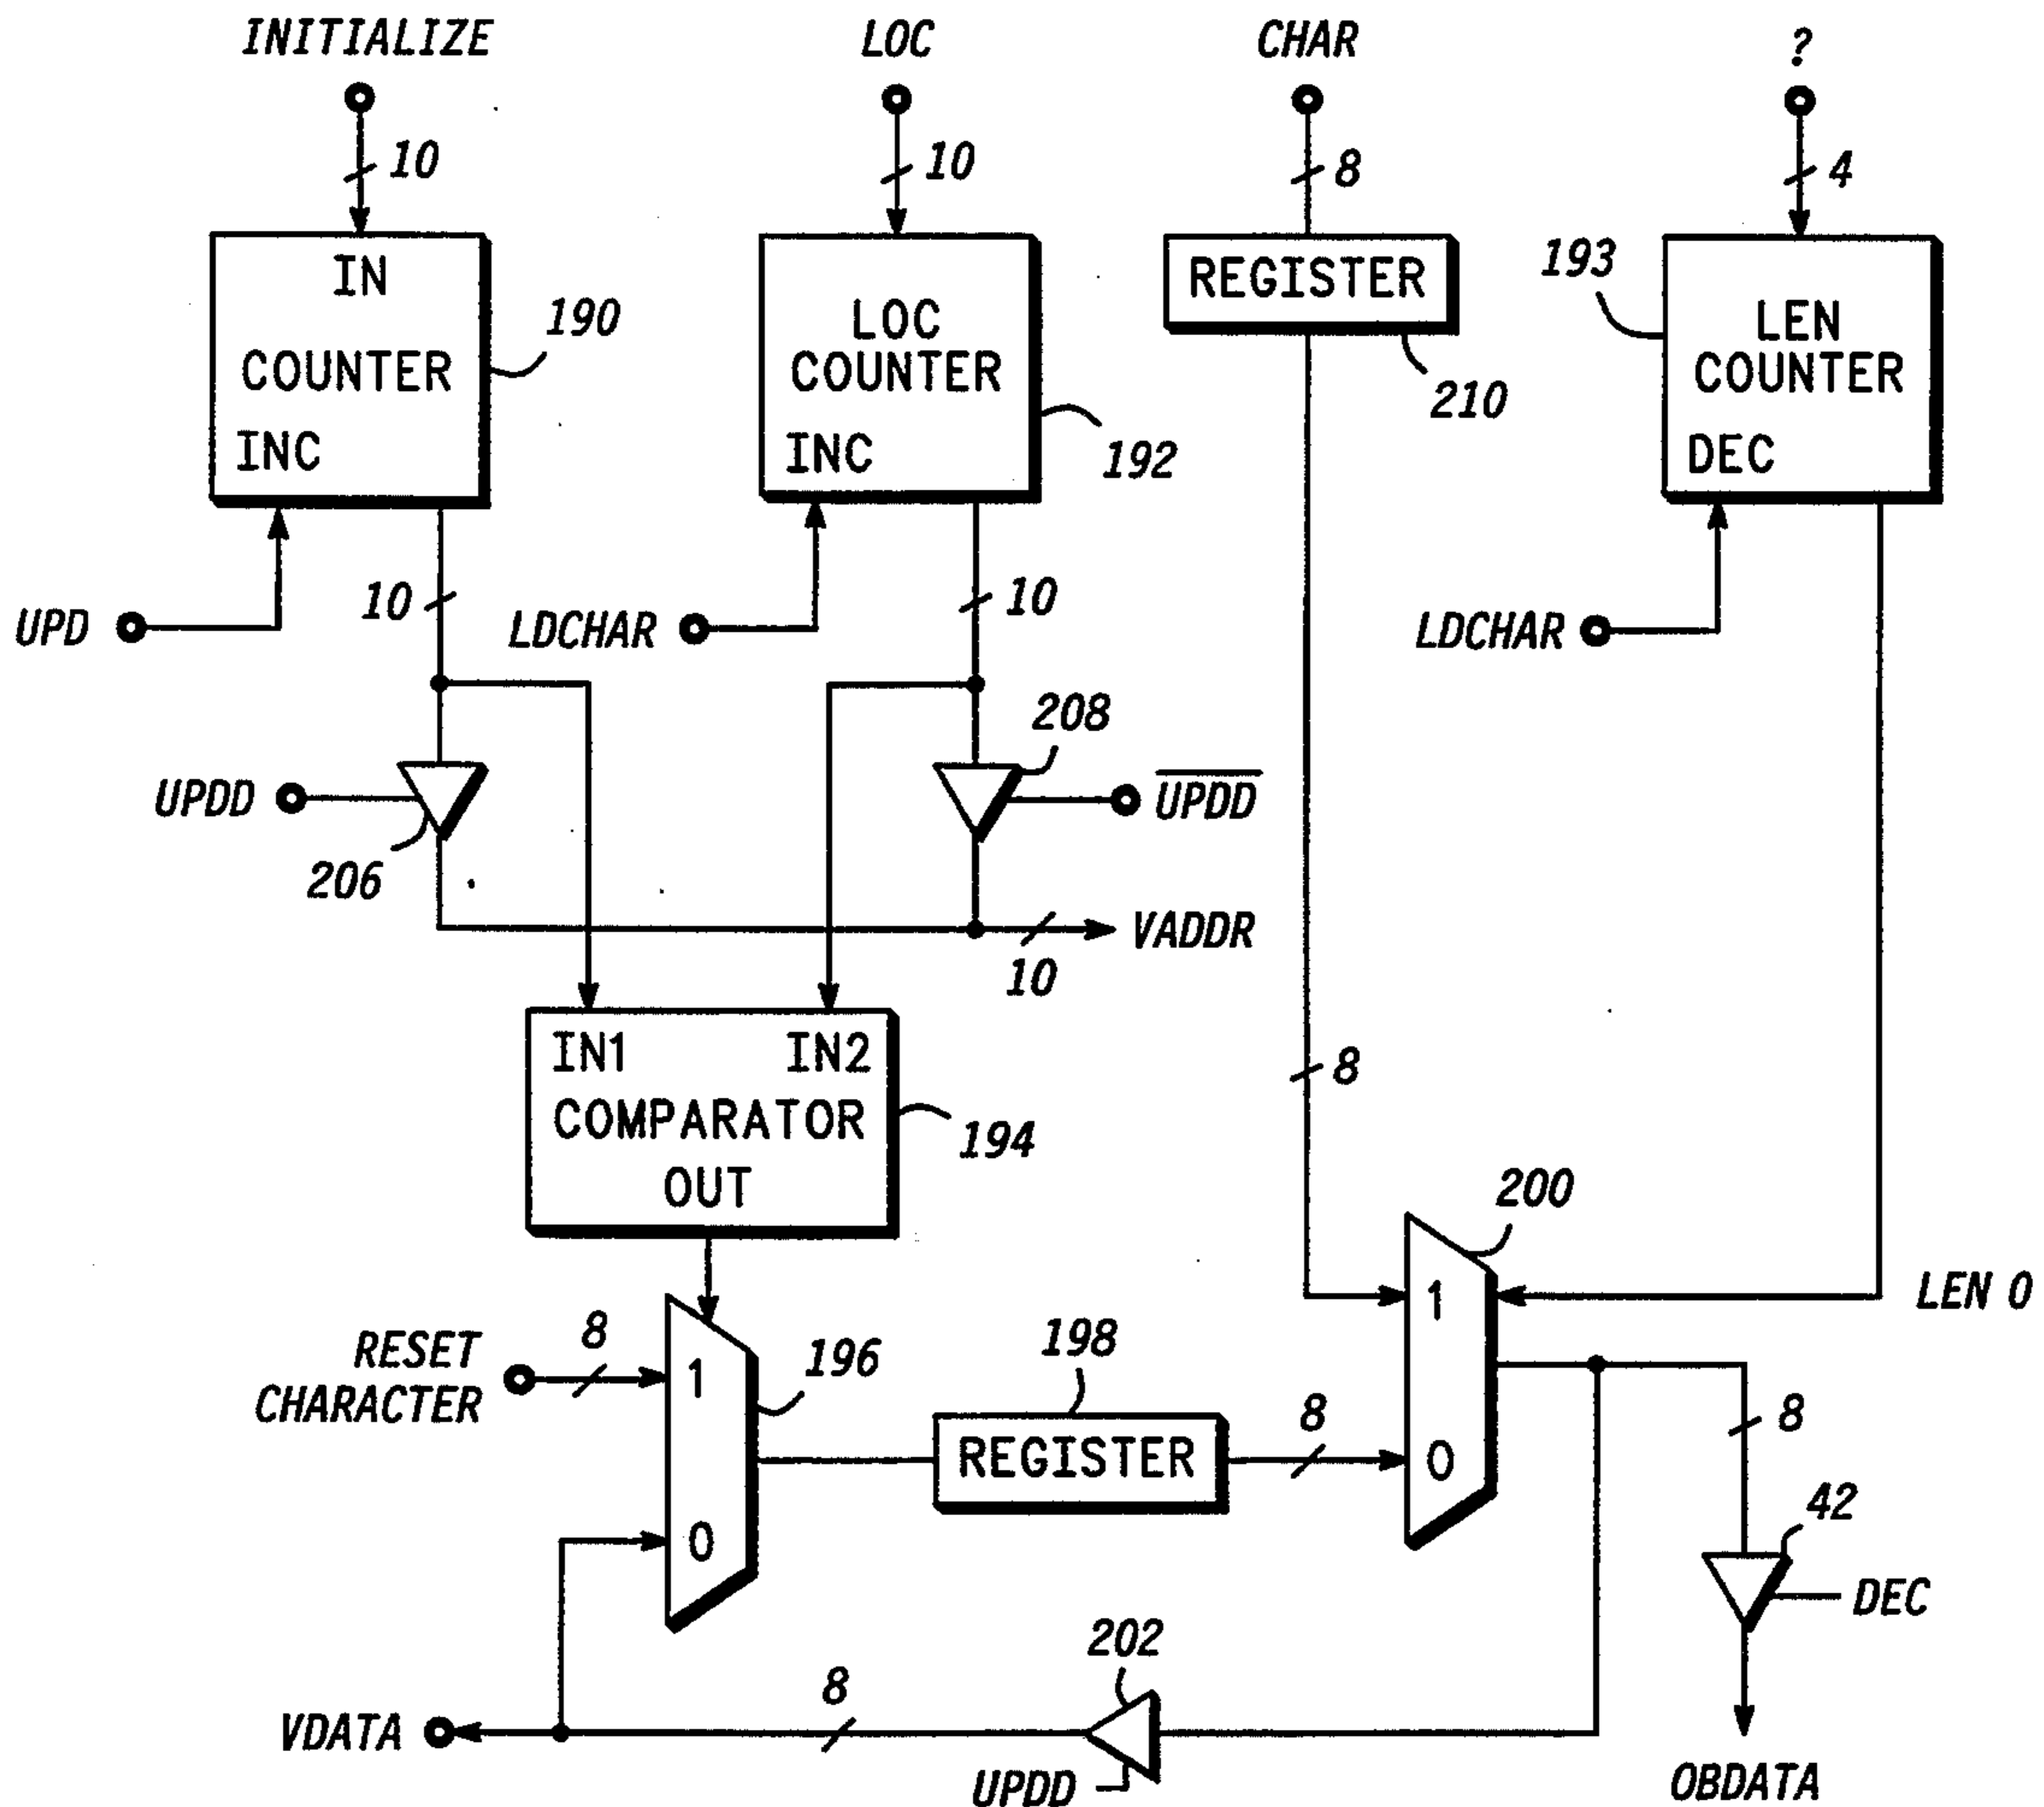 INITIALIZE
LOC
CHAR
?
10
10
8
4
IN
COUNTER
INC
190
LOC
COUNTER
INC
192
REGISTER
210
193
LEN
COUNTER
DEC
UPD
10
LDCHAR
10
LDCHAR
208
UPDD
206
UPDD
VADDR
10
IN1 IN2
COMPARATOR
OUT
194
8
200
LEN 0
RESET
CHARACTER
8
1
0
196
198
REGISTER
8
1
0
8
42
DEC
202
8
VDATA
UPDD
OBDATA